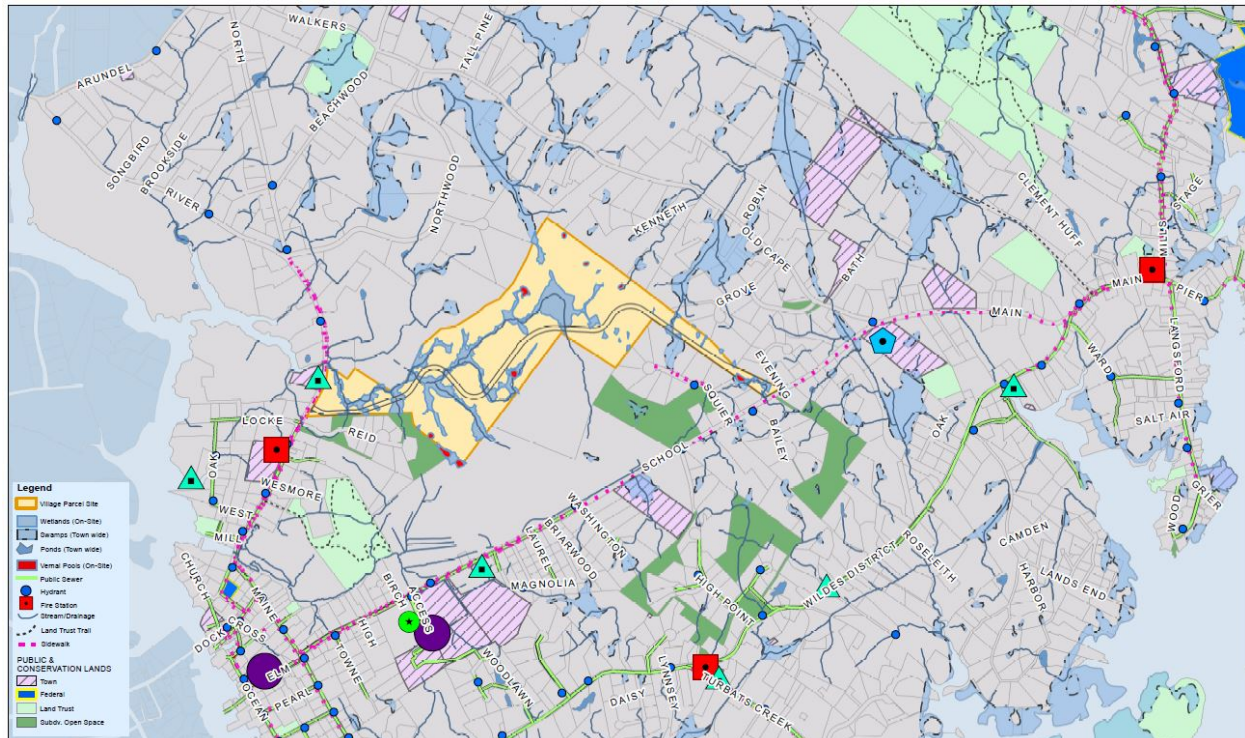 WALKERS
NORTH
TALL PINE
ARUNDEL
BEACHWOOD
SONGBIRD
BROOKSIDE
RIVER
NORTHWOOD
KENNETH
ROBIN
OLD CAPE
BATH
GROVE
CLEMENT HUFF
STAGE
MILLS
MAIN
MAIN
PIER
LANGSFORD
WARD
SALT AIR
GRIER
WOOD
EVENING
SQUIER
BAILEY
OAK
SCHOOL
LOCKE
REID
OAK
WESMORE
WEST
MILL
WASHINGTON
BRIARWOOD
LAUREL
MAGNOLIA
WILDES DISTRICT
ROSELEITH
CAMDEN
LANDS END
HARBOR
HIGH POINT
CHURCH
MAINE
BIRCH
ACCESS
DOCK
CROSS
HIGH
TOWNE
ELM
PEARL
OCEAN
WOODLAWN
DAISY
LYNNSEY
TURBATS CREEK
Legend
Village Parcel Site
Wetlands (On-Site)
Swamps (Town wide)
Ponds (Town wide)
Vernal Pools (On-Site)
Public Sewer
Hydrant
Fire Station
Stream/Drainage
Land Trust Trail
Sidewalk
PUBLIC &
CONSERVATION LANDS
Town
Federal
Land Trust
Subdv. Open Space